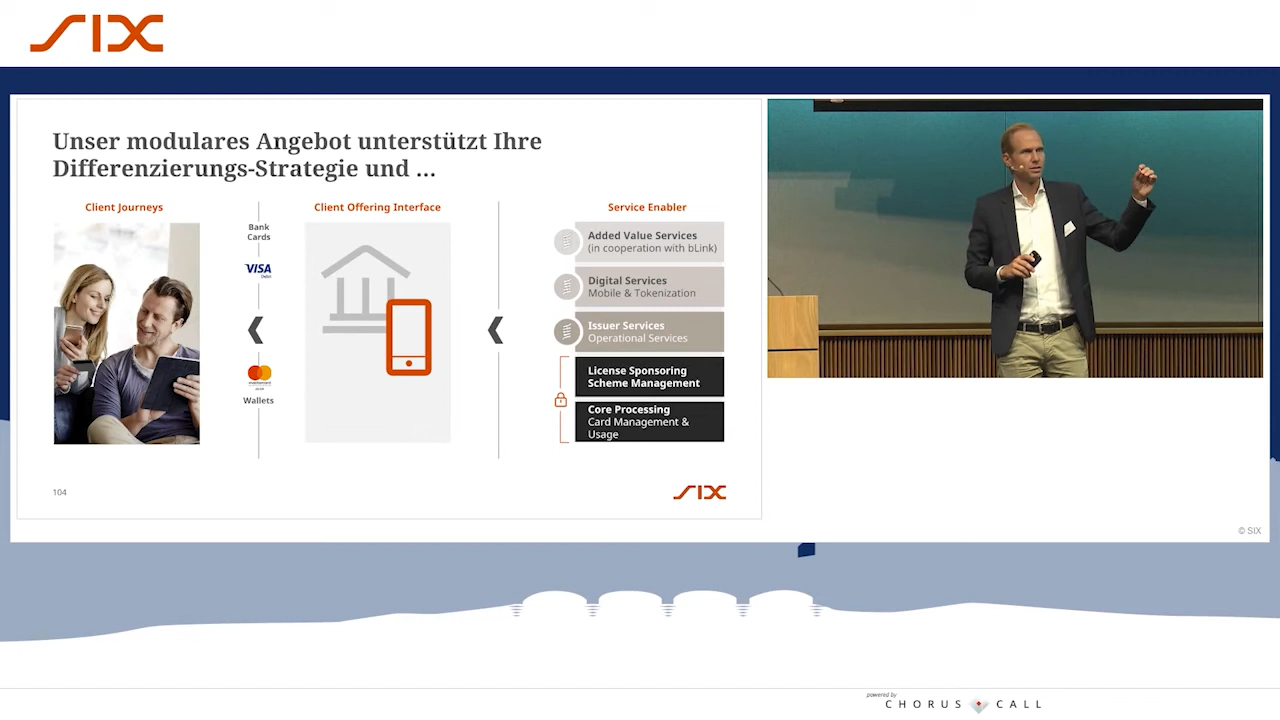 SIX
Unser modulares Angebot unterstützt Ihre
Differenzierungs-Strategie und ...
Client Journeys
Bank
Cards
VISA
Debit
Wallets
Client Offering Interface
Service Enabler
Added Value Services
(in cooperation with bLink)
Digital Services
Mobile & Tokenization
Issuer Services
Operational Services
License Sponsoring
Scheme Management
Core Processing
Card Management &
Usage
104
SIX
© SIX
powered by
CHORUS CALL